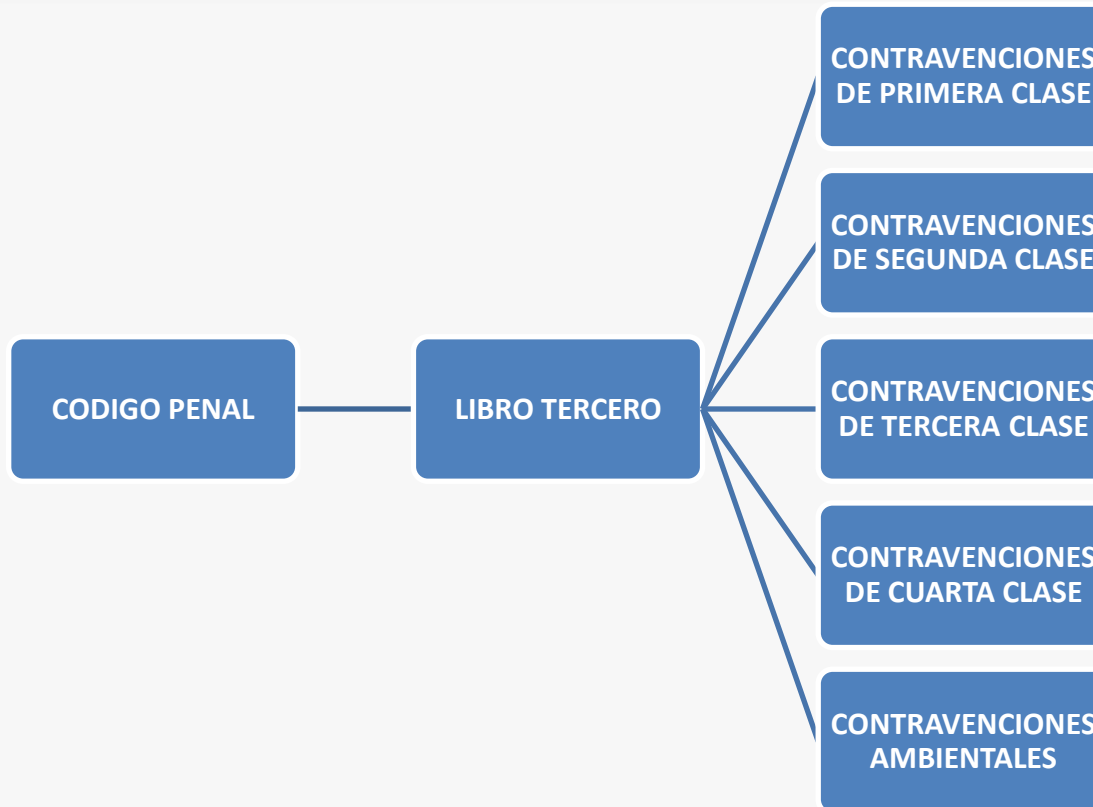 CONTRAVENCIONES
DE PRIMERA CLASE
CONTRAVENCIONES
DE SEGUNDA CLASE
CODIGO PENAL
LIBRO TERCERO
CONTRAVENCIONES
DE TERCERA CLASE
CONTRAVENCIONES
DE CUARTA CLASE
CONTRAVENCIONES
AMBIENTALES